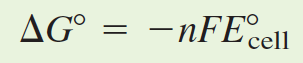 ΔG° = −nFE°cell